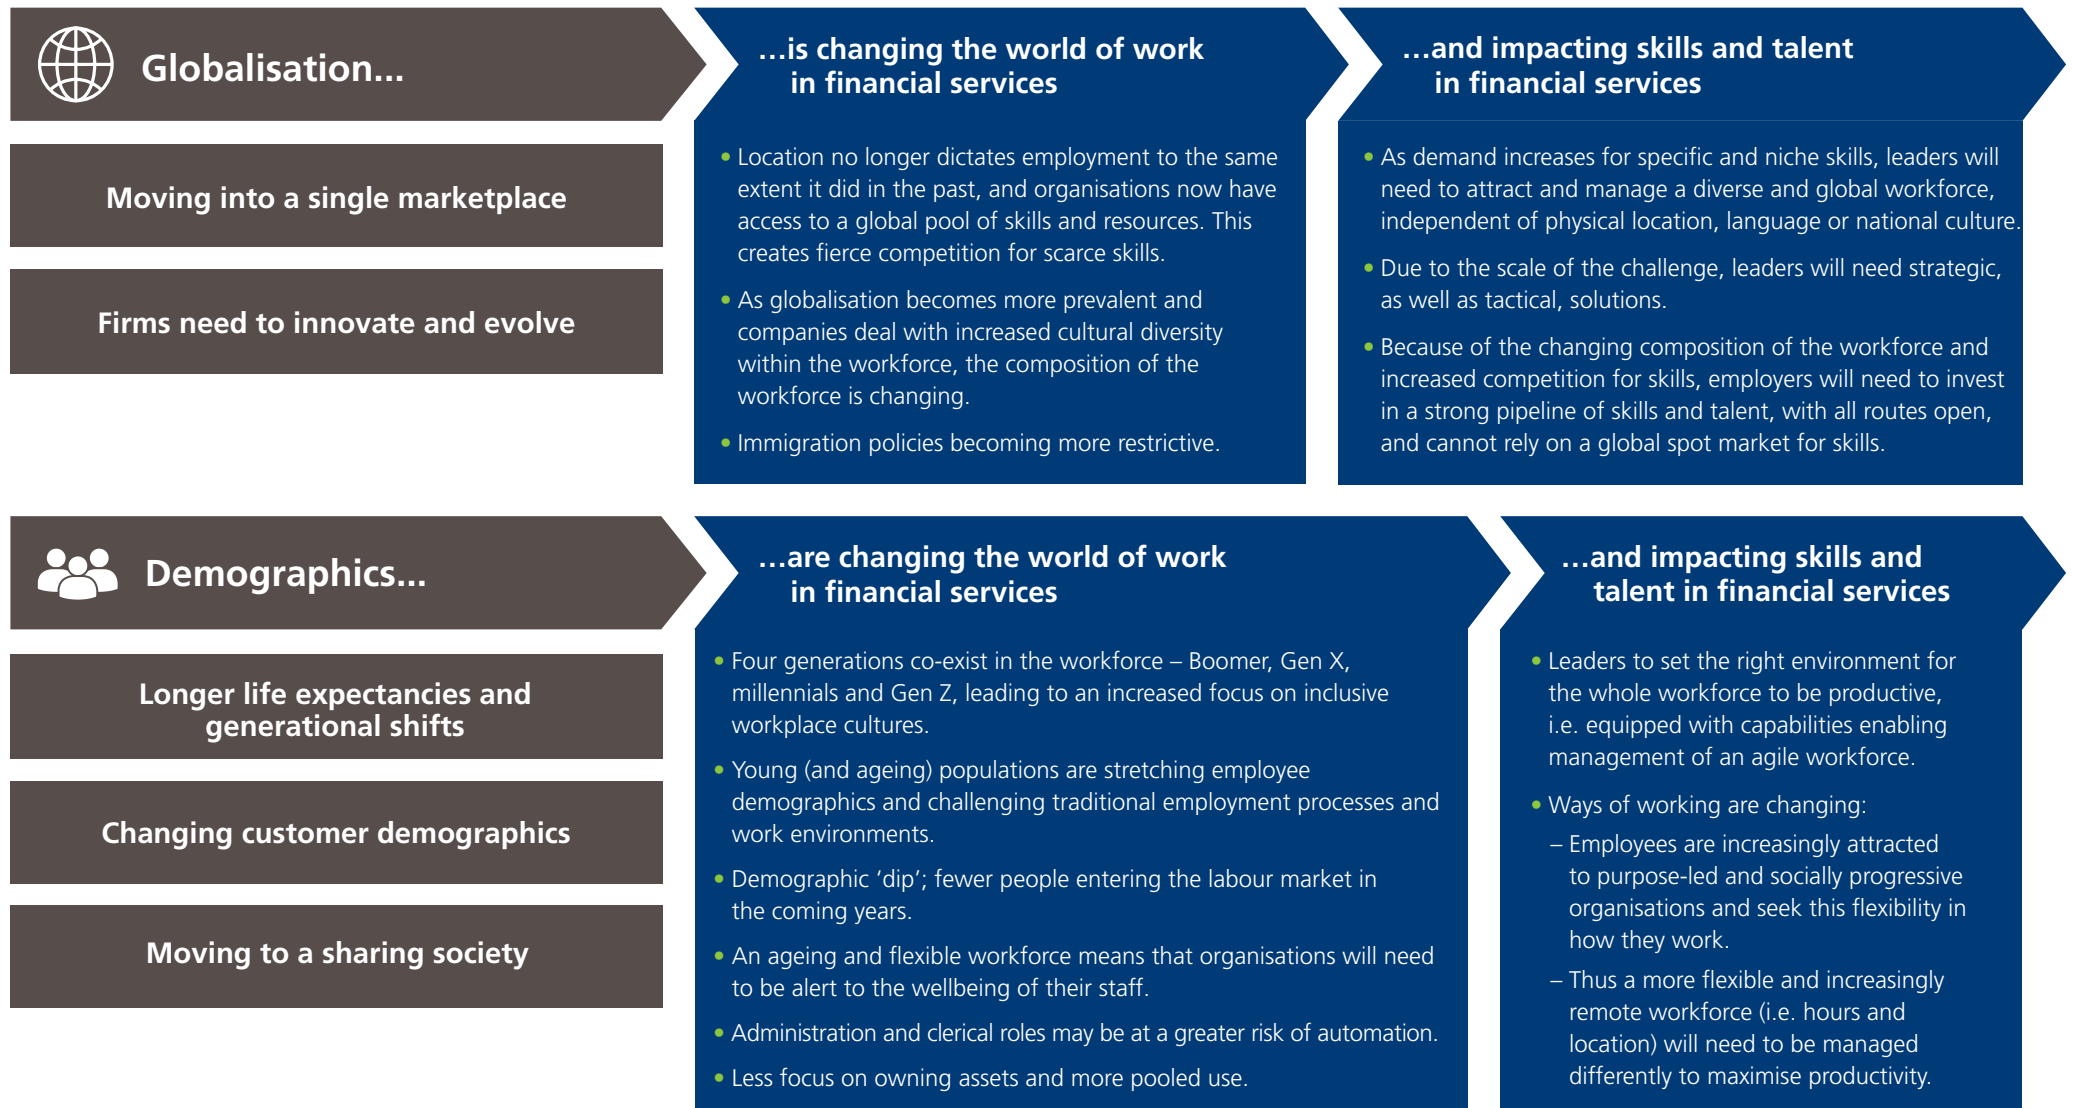 Globalisation...
Moving into a single marketplace
Firms need to innovate and evolve
...is changing the world of work
in financial services
• Location no longer dictates employment to the same
extent it did in the past, and organisations now have
access to a global pool of skills and resources. This
creates fierce competition for scarce skills.
• As globalisation becomes more prevalent and
companies deal with increased cultural diversity
within the workforce, the composition of the
workforce is changing.
• Immigration policies becoming more restrictive.
...and impacting skills and talent
in financial services
• As demand increases for specific and niche skills, leaders will
need to attract and manage a diverse and global workforce,
independent of physical location, language or national culture.
• Due to the scale of the challenge, leaders will need strategic,
as well as tactical, solutions.
• Because of the changing composition of the workforce and
increased competition for skills, employers will need to invest
in a strong pipeline of skills and talent, with all routes open,
and cannot rely on a global spot market for skills.
Demographics...
Longer life expectancies and
generational shifts
Changing customer demographics
Moving to a sharing society
...are changing the world of work
in financial services
• Four generations co-exist in the workforce – Boomer, Gen X,
millennials and Gen Z, leading to an increased focus on inclusive
workplace cultures.
• Young (and ageing) populations are stretching employee
demographics and challenging traditional employment processes and
work environments.
• Demographic ‘dip’; fewer people entering the labour market in
the coming years.
• An ageing and flexible workforce means that organisations will need
to be alert to the wellbeing of their staff.
• Administration and clerical roles may be at a greater risk of automation.
• Less focus on owning assets and more pooled use.
...and impacting skills and
talent in financial services
• Leaders to set the right environment for
the whole workforce to be productive,
i.e. equipped with capabilities enabling
management of an agile workforce.
• Ways of working are changing:
– Employees are increasingly attracted
to purpose-led and socially progressive
organisations and seek this flexibility in
how they work.
– Thus a more flexible and increasingly
remote workforce (i.e. hours and
location) will need to be managed
differently to maximise productivity.